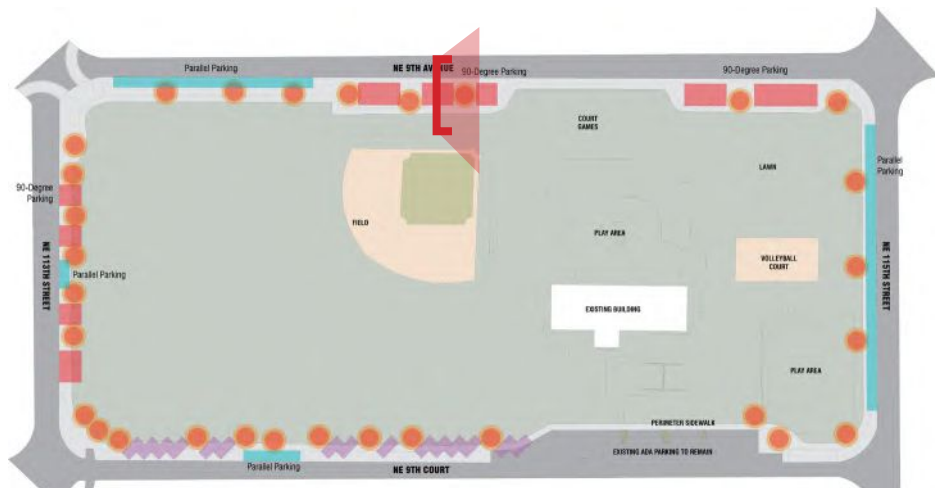 Parallel Parking
NE 9TH AVENUE
90-Degree Parking
90-Degree Parking
COURT
GAMES
Parallel
Parking
LAWN
90-Degree
Parking
FIELD
PLAY AREA
NE 113TH STREET
Parallel Parking
VOLLEYBALL
COURT
NE 115TH STREET
EXISTING BUILDING
PLAY AREA
PERIMETER SIDEWALK
EXISTING ADA PARKING TO REMAIN
Parallel Parking
NE 9TH COURT